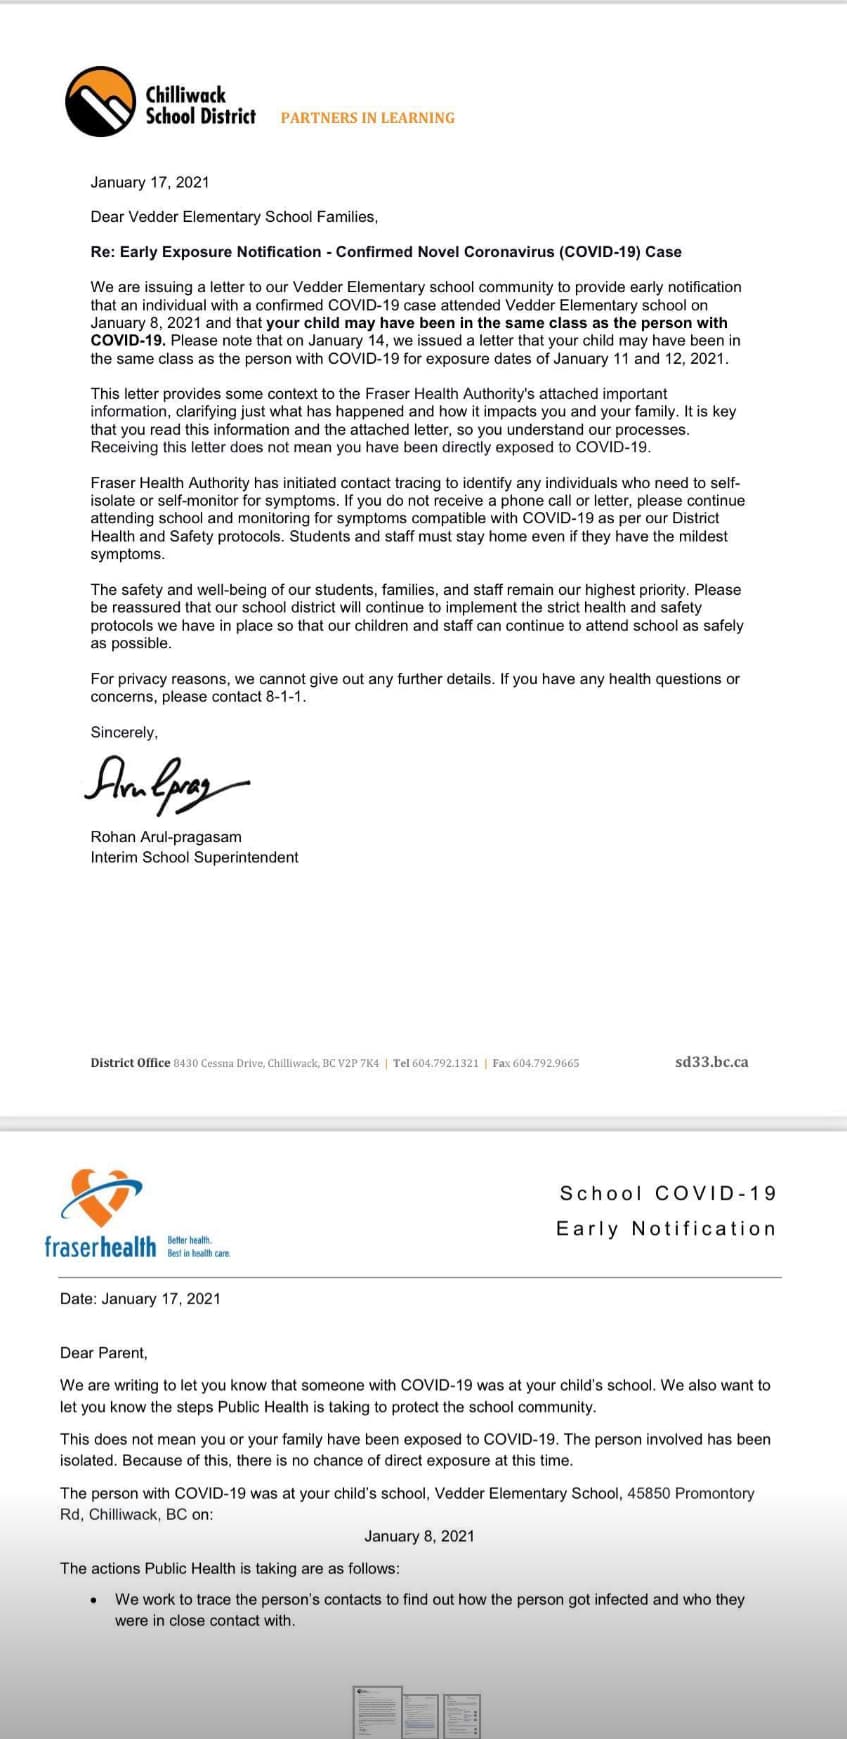 Chilliwack
School District
PARTNERS IN LEARNING
January 17, 2021
Dear Vedder Elementary School Families,
Re: Early Exposure Notification - Confirmed Novel Coronavirus (COVID-19) Case
We are issuing a letter to our Vedder Elementary school community to provide early notification
that an individual with a confirmed COVID-19 case attended Vedder Elementary school on
January 8, 2021 and that your child may have been in the same class as the person with
COVID-19. Please note that on January 14, we issued a letter that your child may have been in
the same class as the person with COVID-19 for exposure dates of January 11 and 12, 2021.
This letter provides some context to the Fraser Health Authority's attached important
information, clarifying just what has happened and how it impacts you and your family. It is key
that you read this information and the attached letter, so you understand our processes.
Receiving this letter does not mean you have been directly exposed to COVID-19.
Fraser Health Authority has initiated contact tracing to identify any individuals who need to self-
isolate or self-monitor for symptoms. If you do not receive a phone call or letter, please continue
attending school and monitoring for symptoms compatible with COVID-19 as per our District
Health and Safety protocols. Students and staff must stay home even if they have the mildest
symptoms.
The safety and well-being of our students, families, and staff remain our highest priority. Please
be reassured that our school district will continue to implement the strict health and safety
protocols we have in place so that our children and staff can continue to attend school as safely
as possible.
For privacy reasons, we cannot give out any further details. If you have any health questions or
concerns, please contact 8-1-1.
Sincerely,
Rohan Arul-pragasam
Interim School Superintendent
District Office 8430 Cessna Drive, Chilliwack, BC V2P 7K4 | Tel 604.792.1321 | Fax 604.792.9665
sd33.bc.ca
fraserhealth
Better health.
Best in health care.
School COVID-19
Early Notification
Date: January 17, 2021
Dear Parent,
We are writing to let you know that someone with COVID-19 was at your child's school. We also want to
let you know the steps Public Health is taking to protect the school community.
This does not mean you or your family have been exposed to COVID-19. The person involved has been
isolated. Because of this, there is no chance of direct exposure at this time.
The person with COVID-19 was at your child's school, Vedder Elementary School, 45850 Promontory
Rd, Chilliwack, BC on:
January 8, 2021
The actions Public Health is taking are as follows:
• We work to trace the person's contacts to find out how the person got infected and who they
were in close contact with.